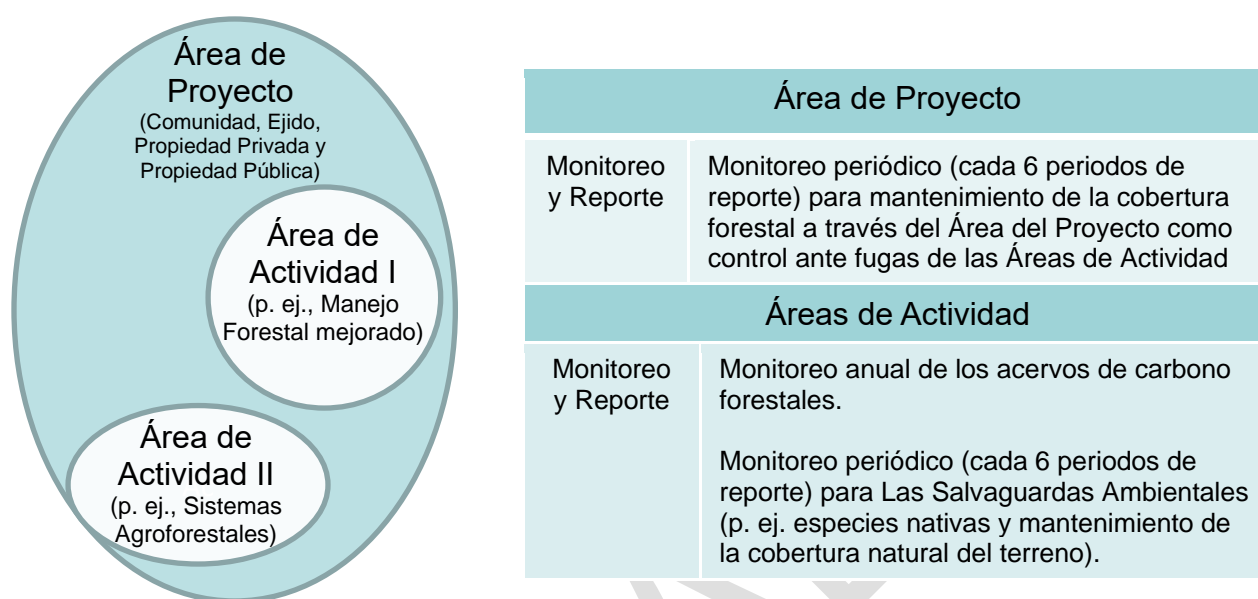 Área de
Proyecto
(Comunidad, Ejido,
Propiedad Privada y
Propiedad Pública)
Área de
Actividad I
(p. ej., Manejo
Forestal mejorado)
Área de
Actividad II
(p. ej., Sistemas
Agroforestales)
Área de Proyecto
Monitoreo
y Reporte
Monitoreo periódico (cada 6 periodos de
reporte) para mantenimiento de la cobertura
forestal a través del Área del Proyecto como
control ante fugas de las Áreas de Actividad
Áreas de Actividad
Monitoreo
y Reporte
Monitoreo anual de los acervos de carbono
forestales.
Monitoreo periódico (cada 6 periodos de
reporte) para Las Salvaguardas Ambientales
(p. ej. especies nativas y mantenimiento de
la cobertura natural del terreno).